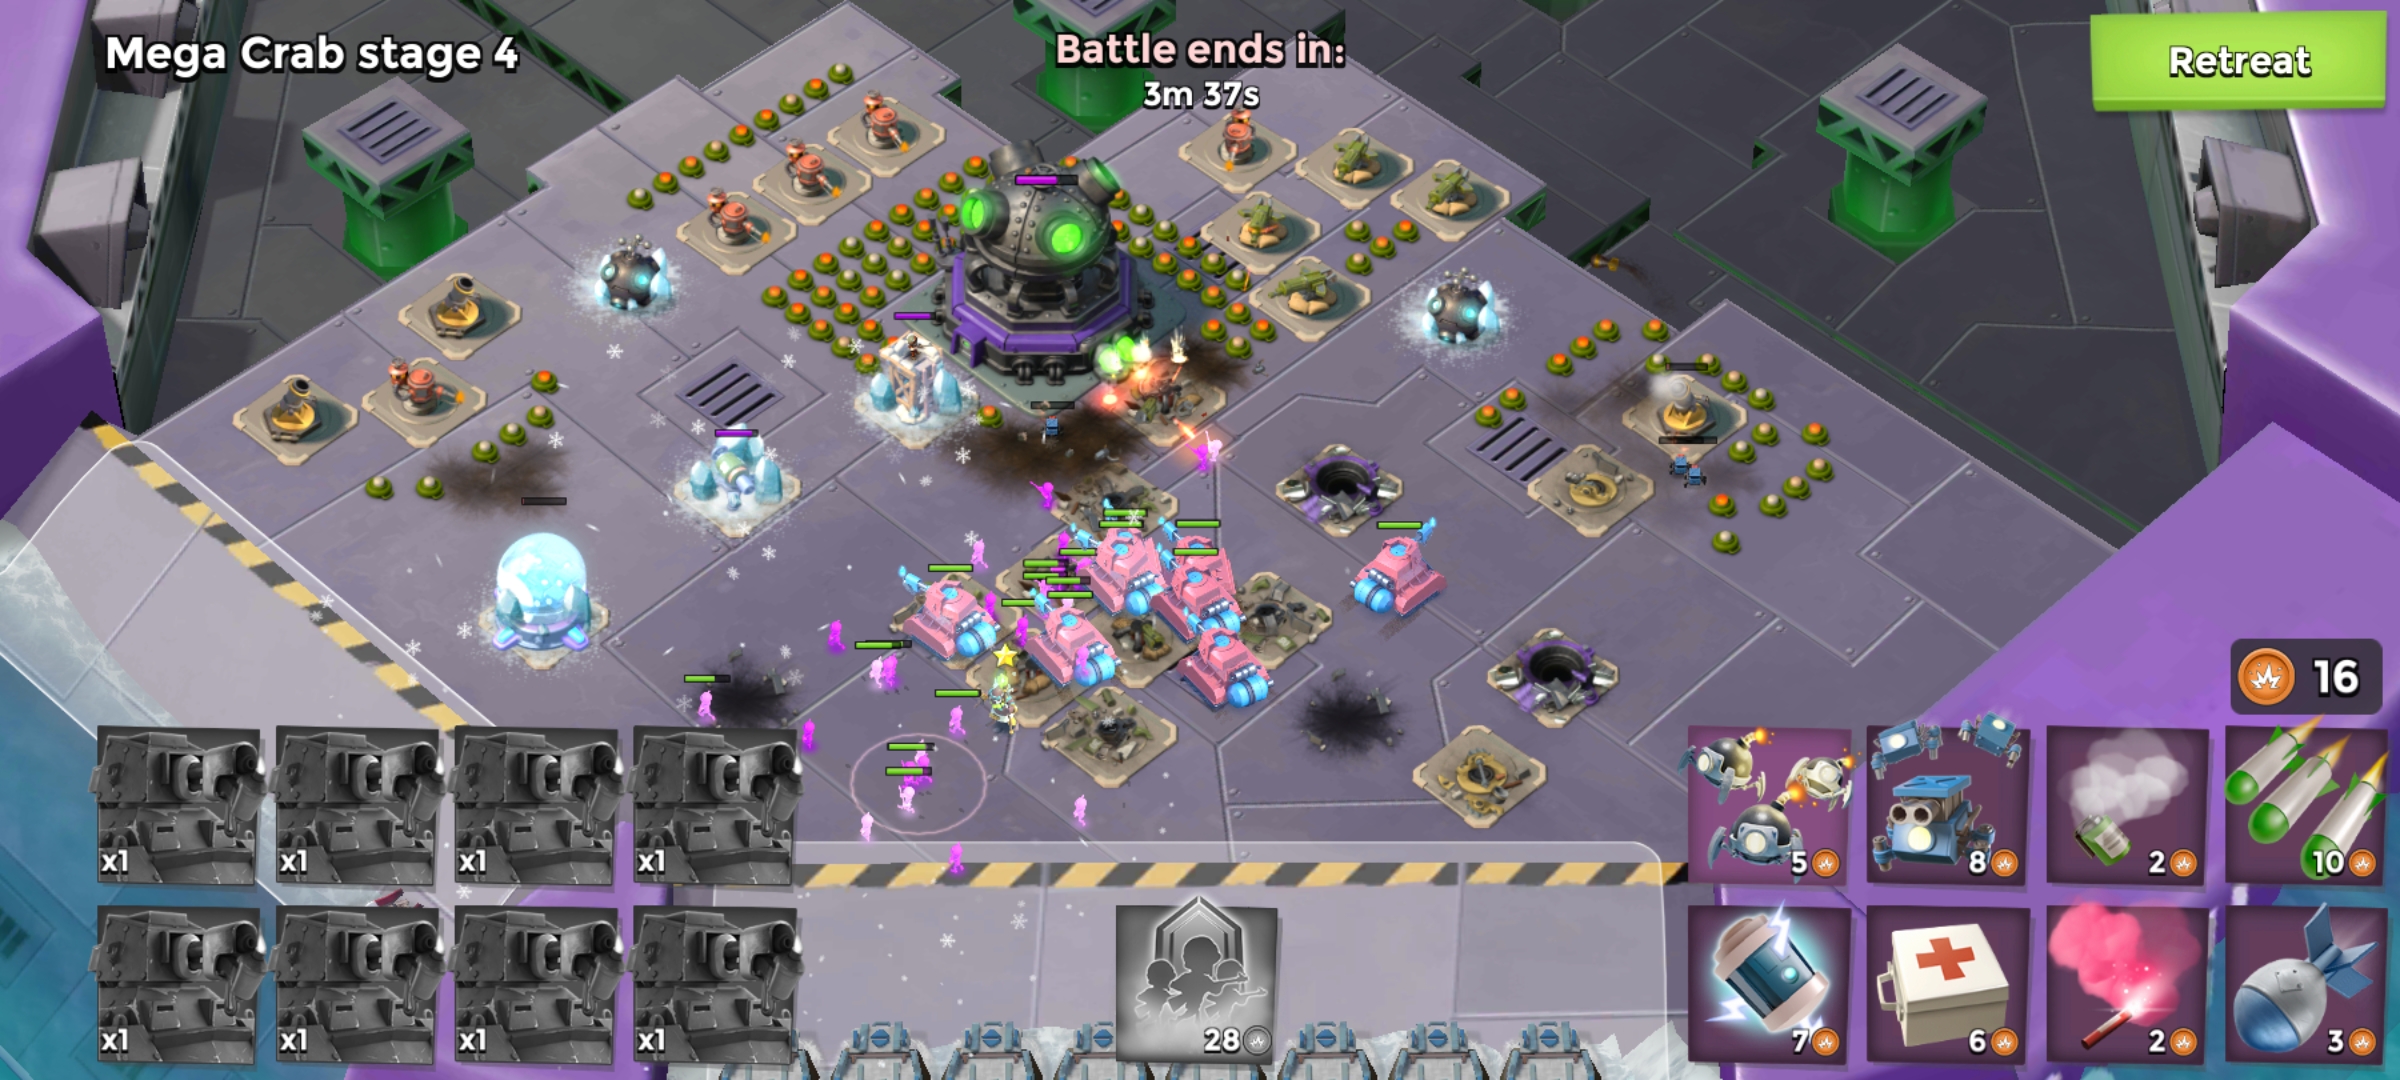 Mega Crab stage 4
Battle ends in:
3m 37s
Retreat
16
5
8
2
10
x1
x1
x1
x1
7
6
2
3
x1
x1
x1
x1
28